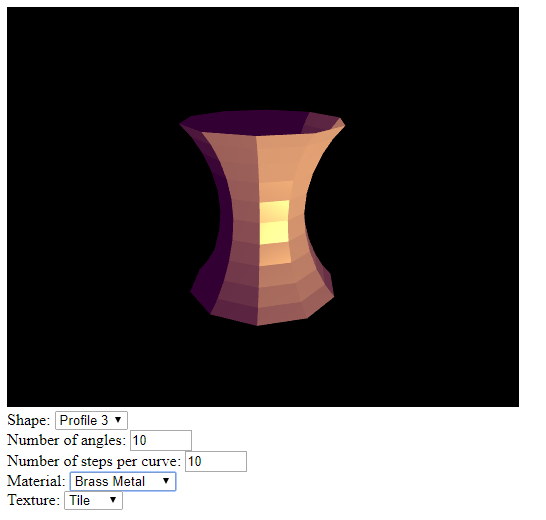 Shape: Profile 3
Number of angles: 10
Number of steps per curve: 10
Material: Brass Metal
Texture: Tile